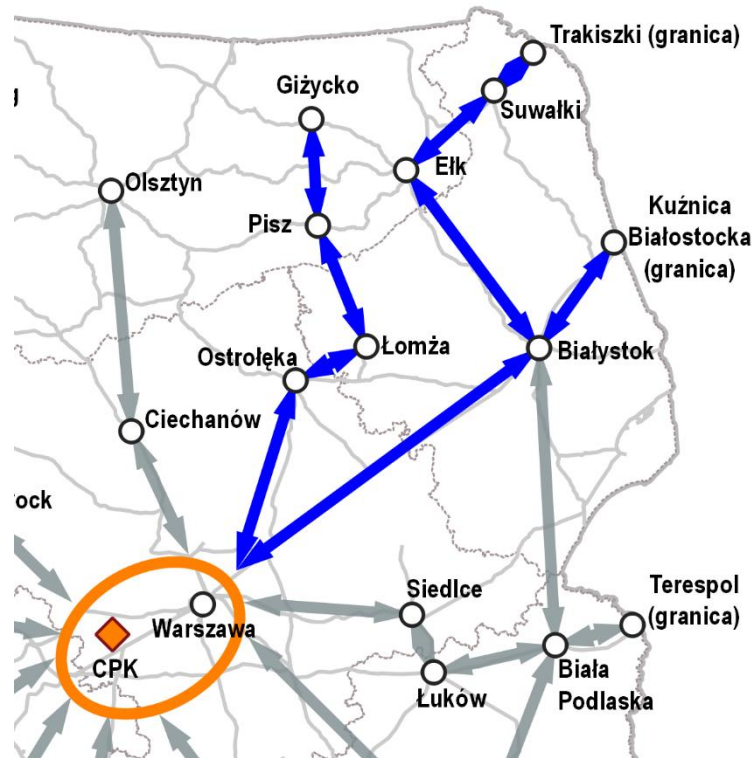 Trakiszki (granica)
Giżycko
Suwałki
Ełk
Olsztyn
Kuźnica
Białostocka
(granica)
Pisz
Łomża
Białystok
Ostrołęka
Ciechanów
ock
Siedlce
Terespol
(granica)
Warszawa
CPK
Biała
Podlaska
Łuków